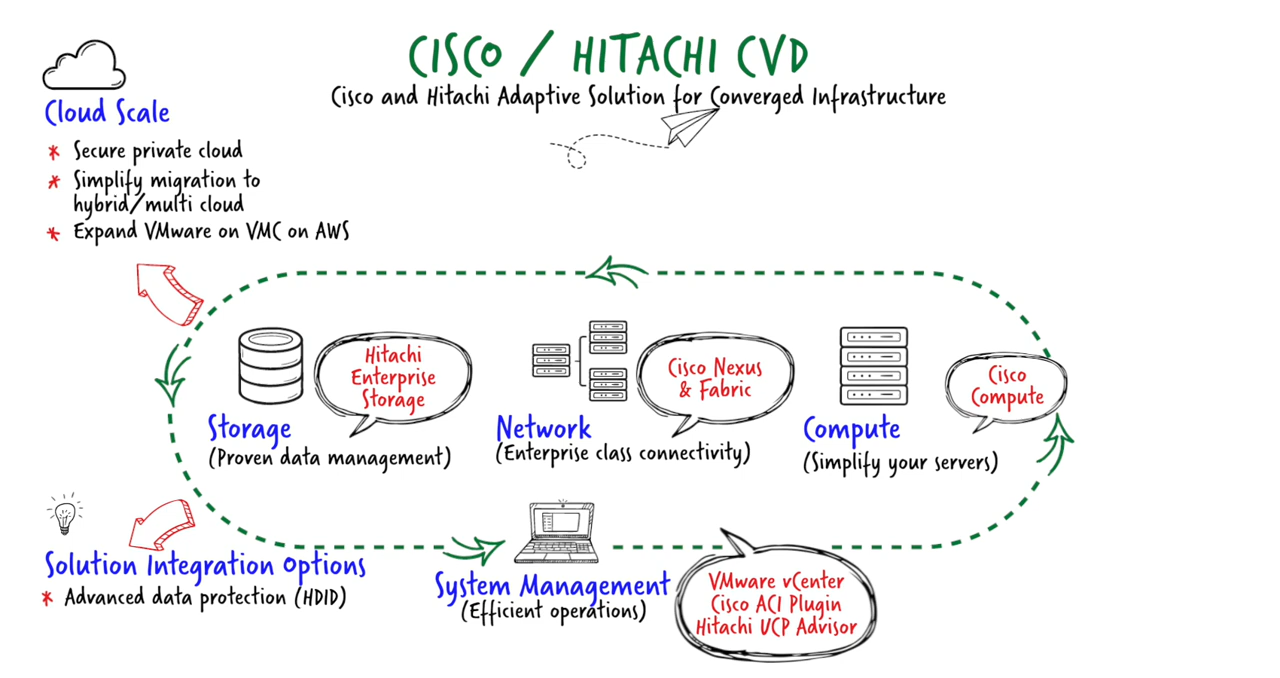 CISCO / HITACHI CVD
Cisco and Hitachi Adaptive Solution for Converged Infrastructure
Cloud Scale
* Secure private cloud
* Simplify migration to
hybrid/multi cloud
* Expand VMware on VMC on AWS
Hitachi
Enterprise
Storage
Storage
(Proven data management)
Cisco Nexus
& Fabric
Network
(Enterprise class connectivity)
Cisco
Compute
Compute
(Simplify your servers)
Solution Integration Options
* Advanced data protection (HDID)
System Management
(Efficient operations)
VMware vCenter
Cisco ACI Plugin
Hitachi UCP Advisor